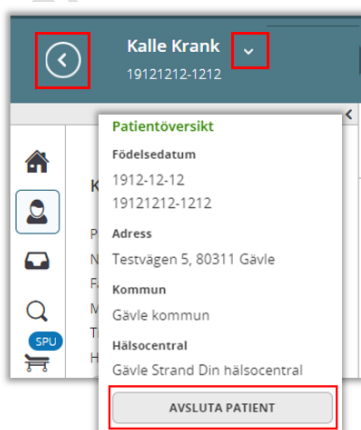 Kalle Krank
19121212-1212
Patientöversikt
Födelsedatum
1912-12-12
19121212-1212
Adress
Testvägen 5, 80311 Gävle
Kommun
Gävle kommun
Hälsocentral
Gävle Strand Din hälsocentral
AVSLUTA PATIENT
K
P
N
F
M
T
H
SPU